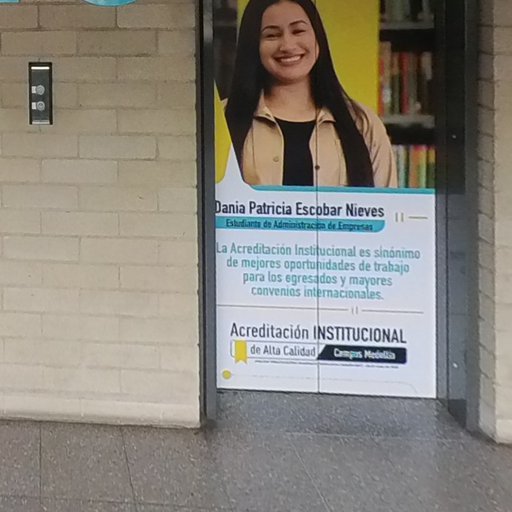 Dania Patricia Escobar Nieves
Estudiante de Administración de Empresas
La Acreditación Institucional es sinónimo
de mejores oportunidades de trabajo
para los egresados y mayores
convenios internacionales.
Acreditación INSTITUCIONAL
de Alta Calidad
Campus Medellín